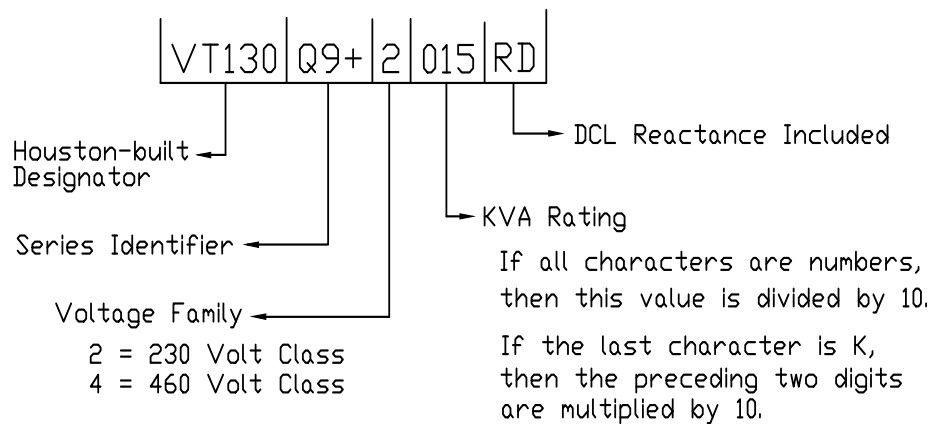 VT130 Q9+ 2 015 RD
DCL Reactance Included
Houston-built
Designator
KVA Rating
Series Identifier
If all characters are numbers,
then this value is divided by 10.
Voltage Family
2 = 230 Volt Class
4 = 460 Volt Class
If the last character is K,
then the preceding two digits
are multiplied by 10.